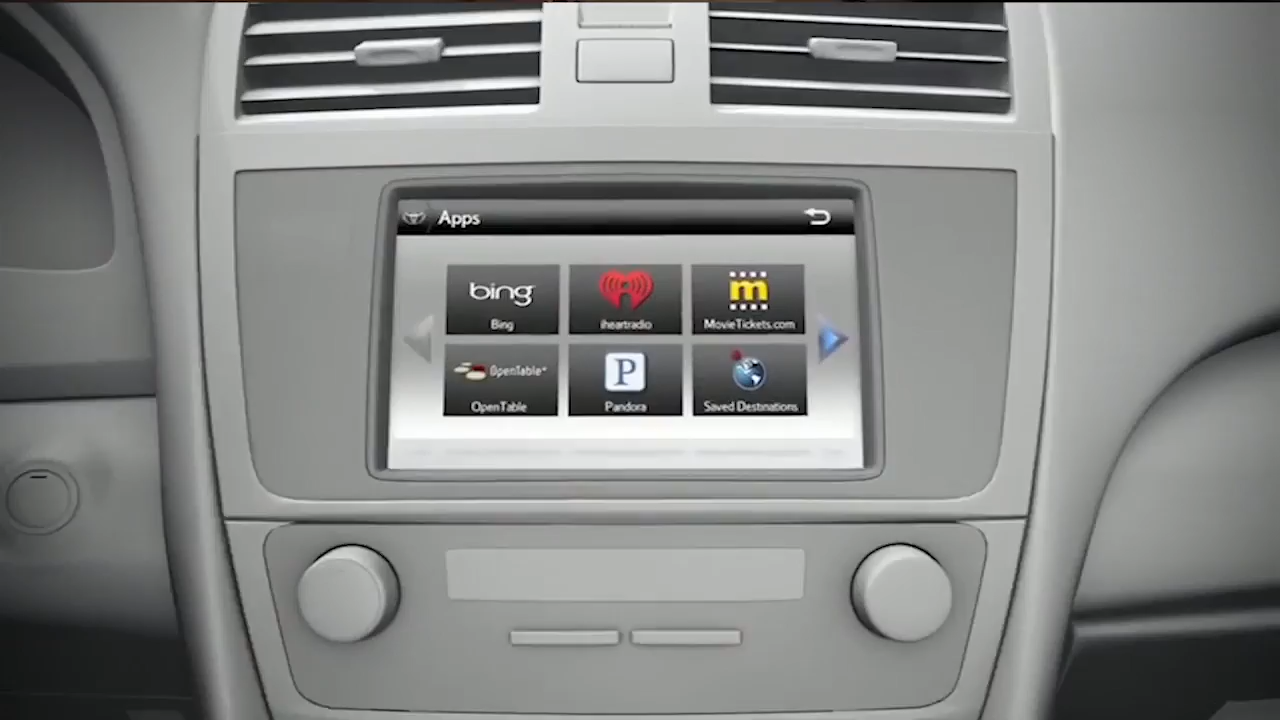 Apps
bing
Bing
iheartradio
m
MovieTickets.com
OpenTable
OpenTable
P
Pandora
Saved Destinations